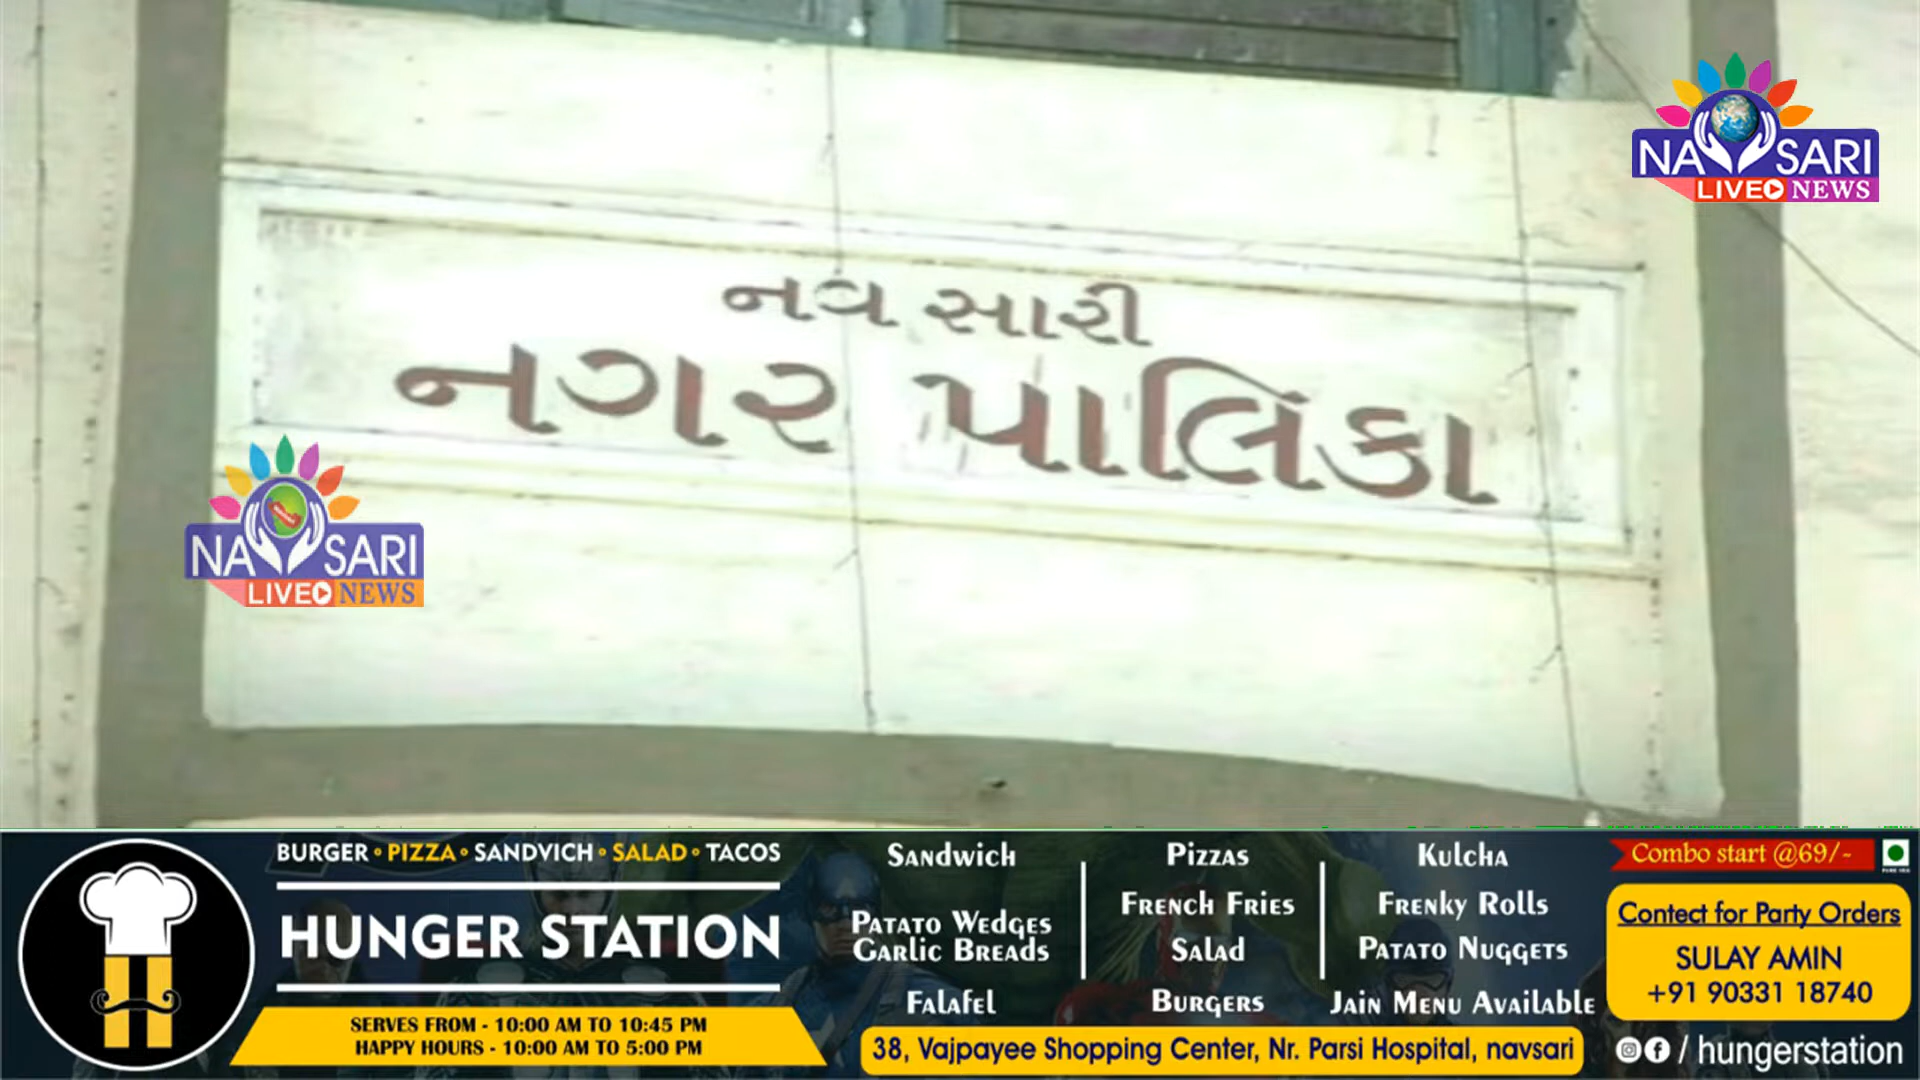 NAVSARI
LIVE NEWS
નવ સારી
નગર પાલિકા
NAVSARI
LIVE NEWS
BURGER • PIZZA • SANDVICH • SALAD • TACOS
HUNGER STATION
SERVES FROM - 10:00 AM TO 10:45 PM
HAPPY HOURS - 10:00 AM TO 5:00 PM
Sandwich
Patato Wedges
Garlic Breads
Falafel
Pizzas
French Fries
Salad
Burgers
Kulcha
Frenky Rolls
Patato Nuggets
Jain Menu Available
38, Vajpayee Shopping Center, Nr. Parsi Hospital, navsari
Combo start @69/-
Contect for Party Orders
SULAY AMIN
+91 90331 18740
/ hungerstation